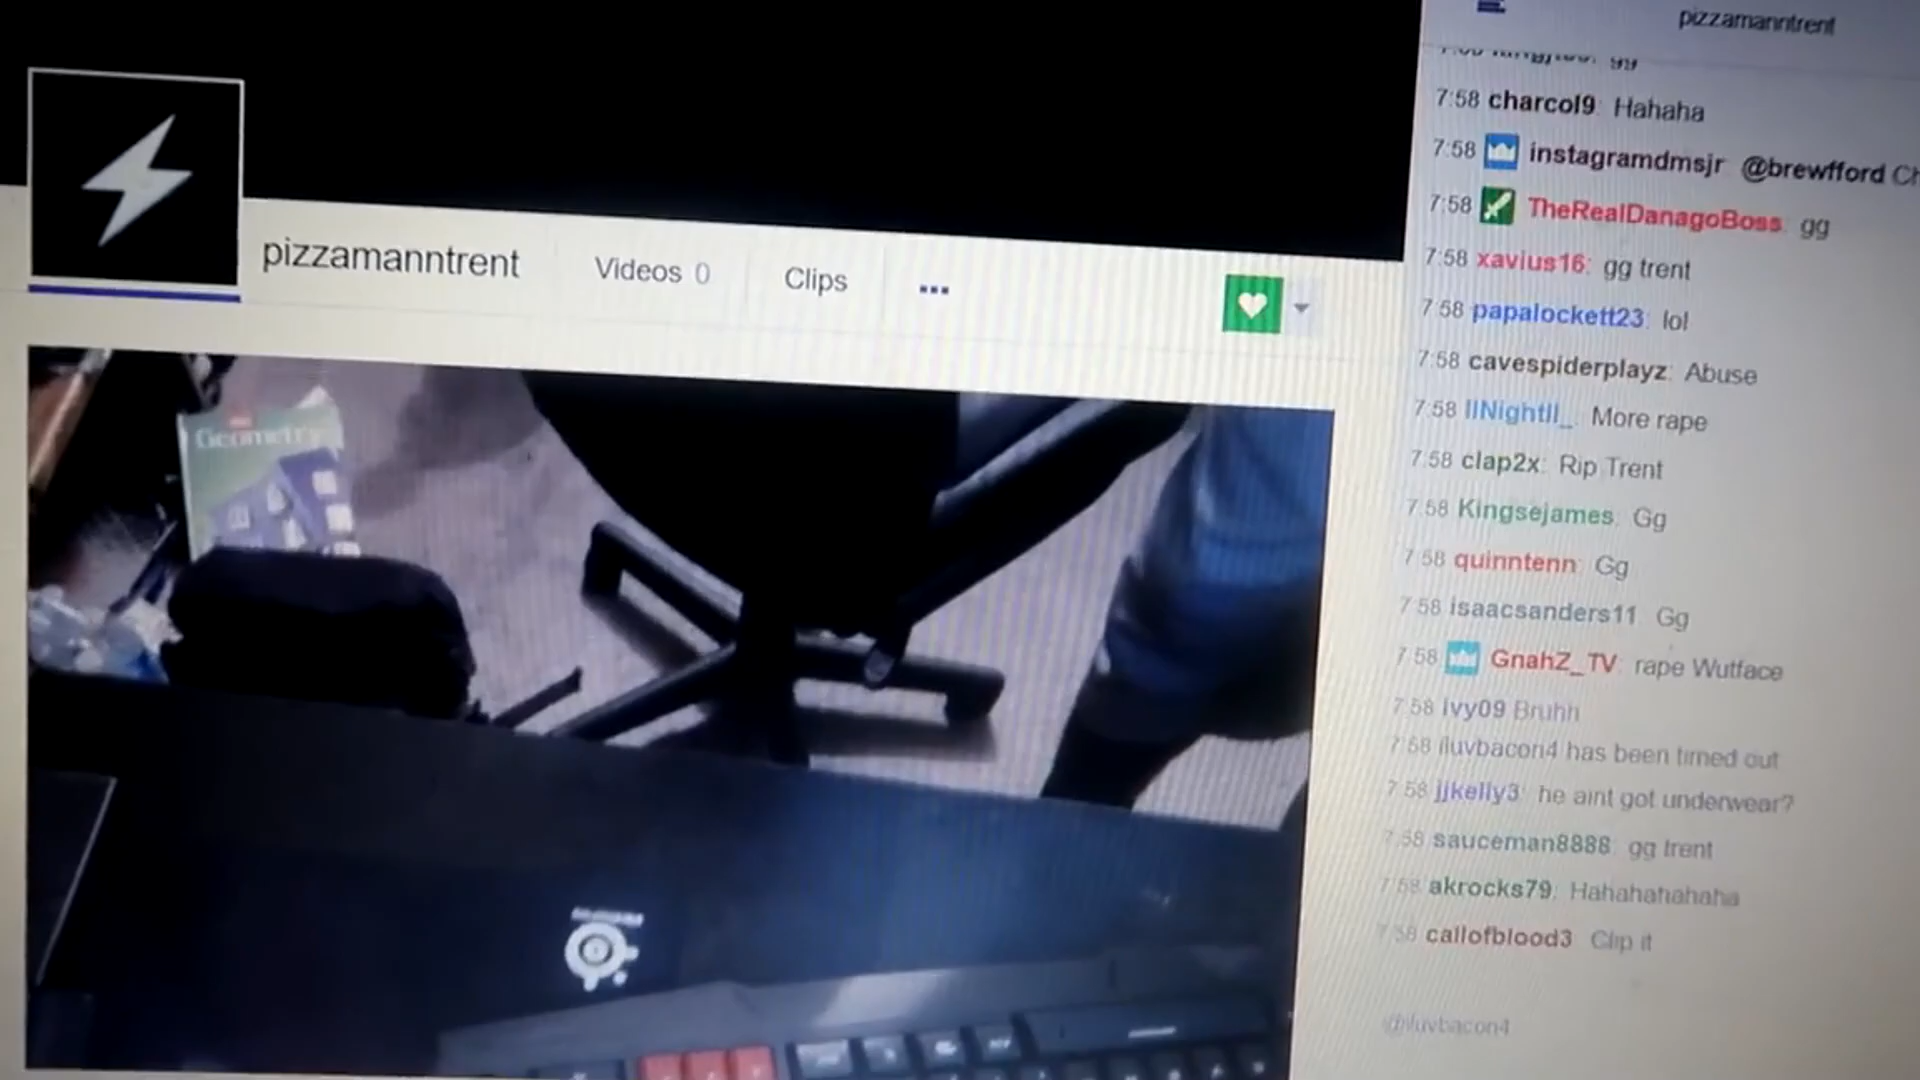 pizzamanntrent
Videos 0
Clips
...
Geometry
pizzamanntrent
7:58 charcol9: Hahaha
7:58 instagramdmsjr @brewfford Ch
7:58 TheRealDanagoBoss: gg
7:58 xavius16: gg trent
7:58 papalockett23: lol
7:58 cavespiderplayz: Abuse
7:58 llNightll_: More rape
7:58 clap2x: Rip Trent
7:58 Kingsejames: Gg
7:58 quinntenn: Gg
7:58 isaacsanders11 Gg
7:58 GnahZ_TV: rape Wutface
7:58 ivy09 Bruhh
7:58 iluvbacon4 has been timed out
7:58 jjkelly3: he aint got underwear?
7:58 sauceman8888: gg trent
7:58 akrocks79: Hahahahahaha
7:58 callofblood3 Clip it
@iluvbacon4